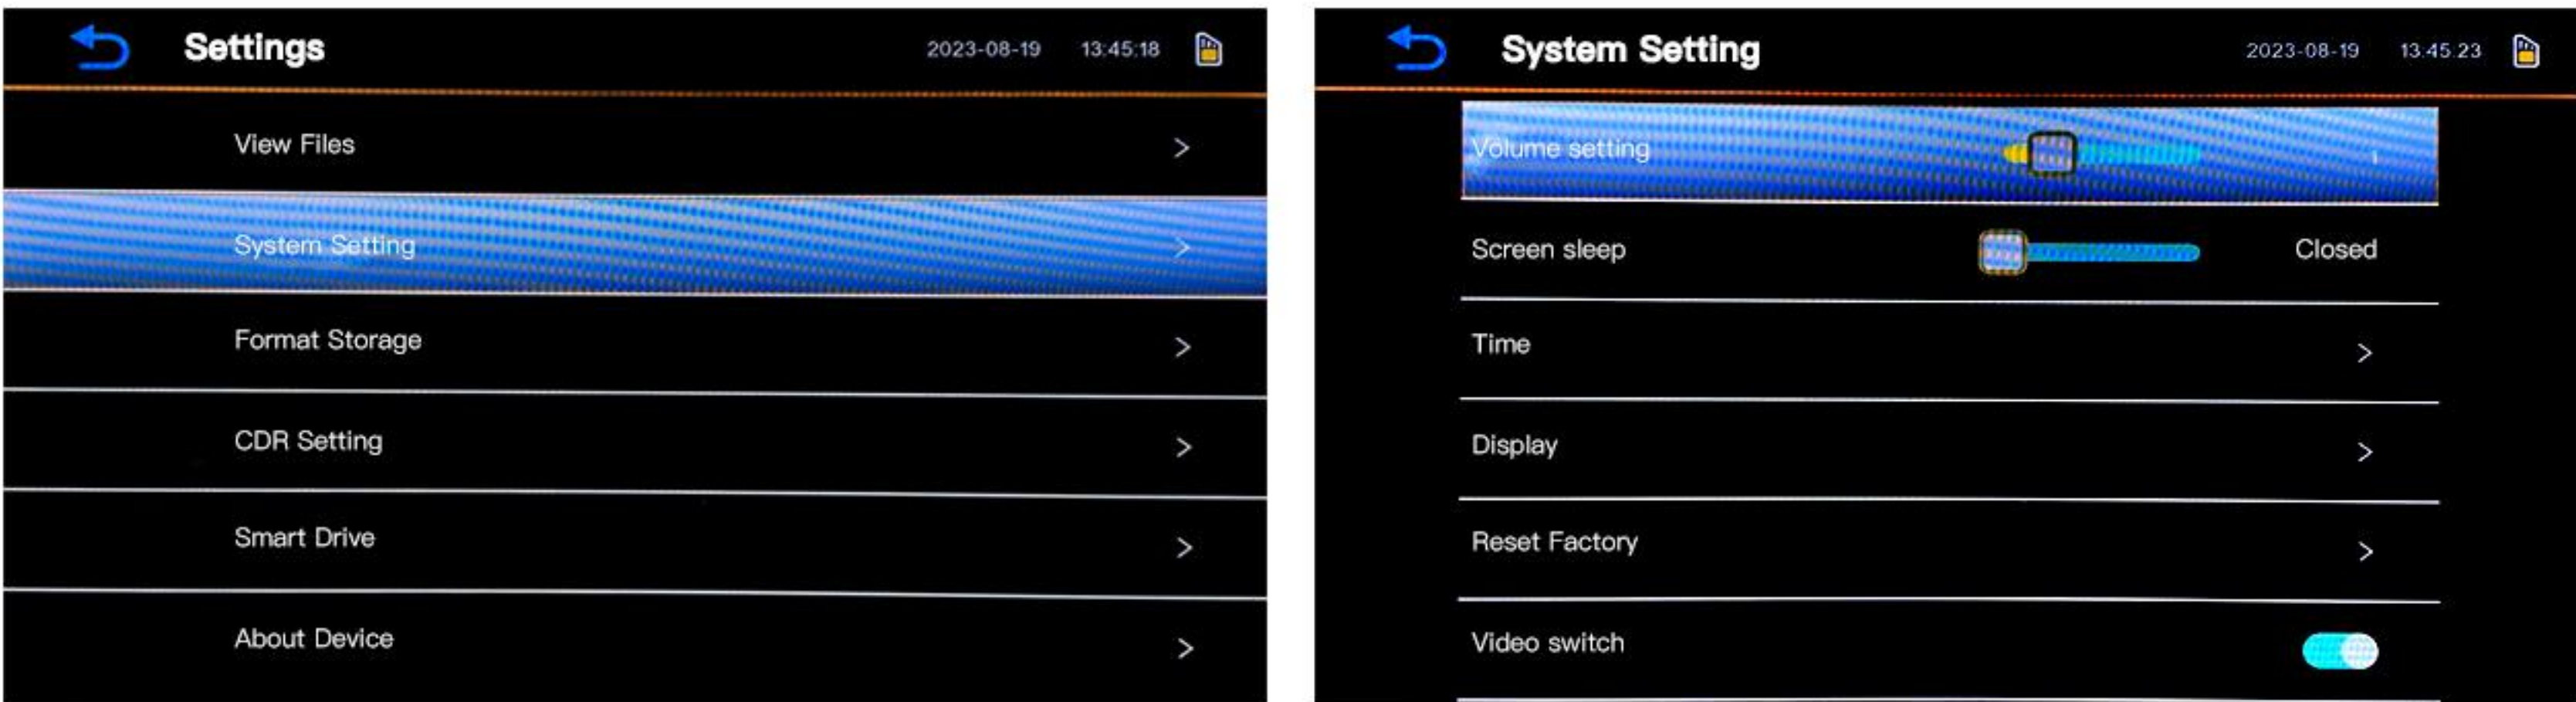 Settings 2023-08-19 13:45:18
View Files >
System Setting >
Format Storage >
CDR Setting >
Smart Drive >
About Device >
System Setting 2023-08-19 13:45:23
Volume setting 1
Screen sleep Closed
Time >
Display >
Reset Factory >
Video switch